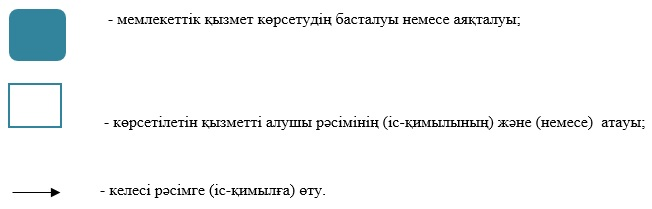 - мемлекеттік қызмет көрсетудің басталуы немесе аяқталуы;
- көрсетілетін қызметті алушы рәсімінің (іс-қимылының) және (немесе) атауы;
- келесі рәсімге (іс-қимылға) өту.